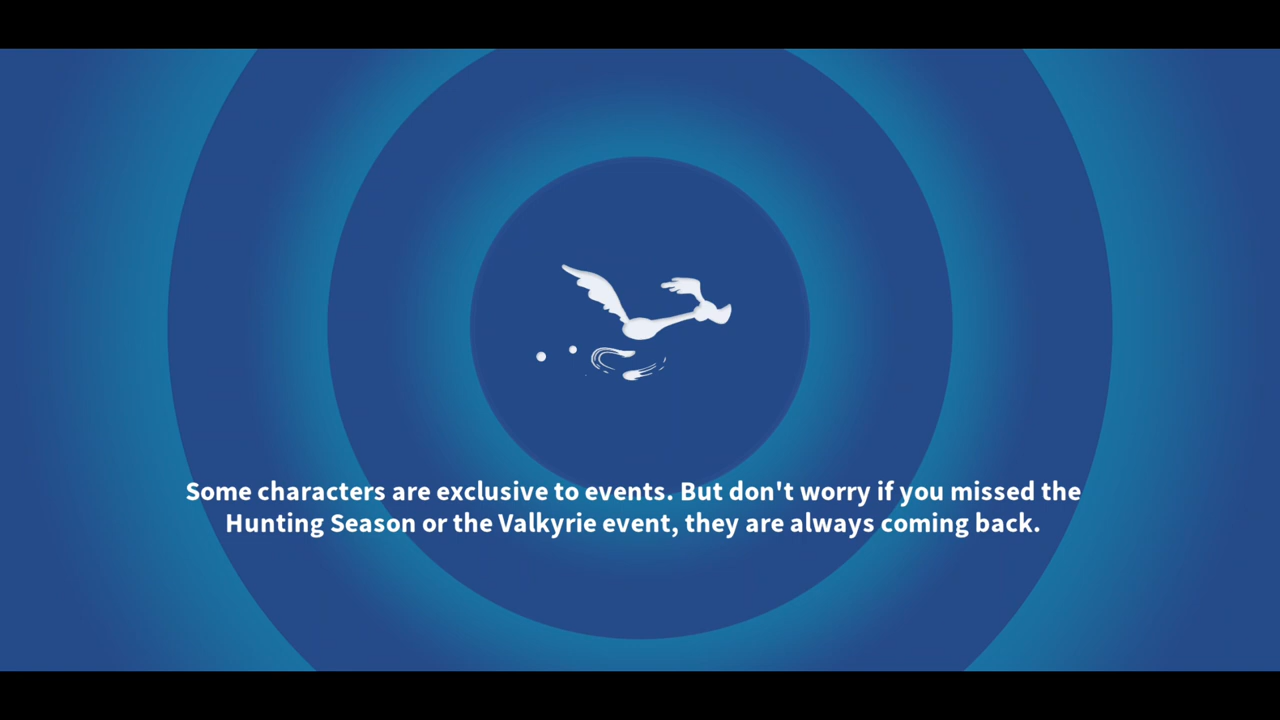 Some characters are exclusive to events. But don't worry if you missed the
Hunting Season or the Valkyrie event, they are always coming back.